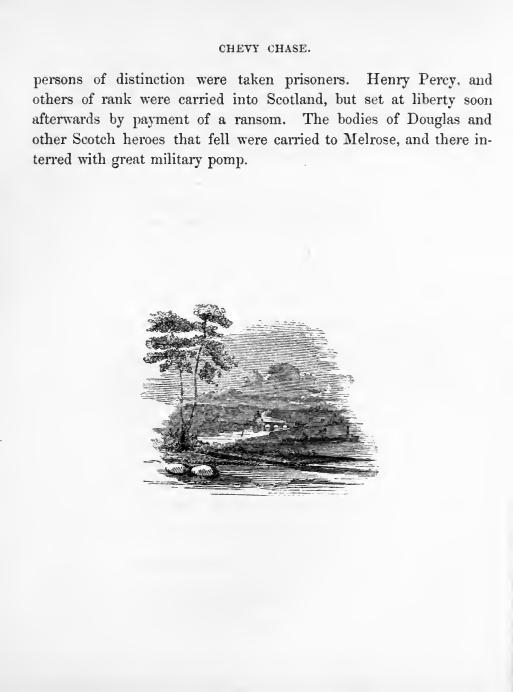 CHEVY CHASE.
persons of distinction were taken prisoners. Henry Percy, and
others of rank were carried into Scotland, but set at liberty soon
afterwards by payment of a ransom. The bodies of Douglas and
other Scotch heroes that fell were carried to Melrose, and there in-
terred with great military pomp.